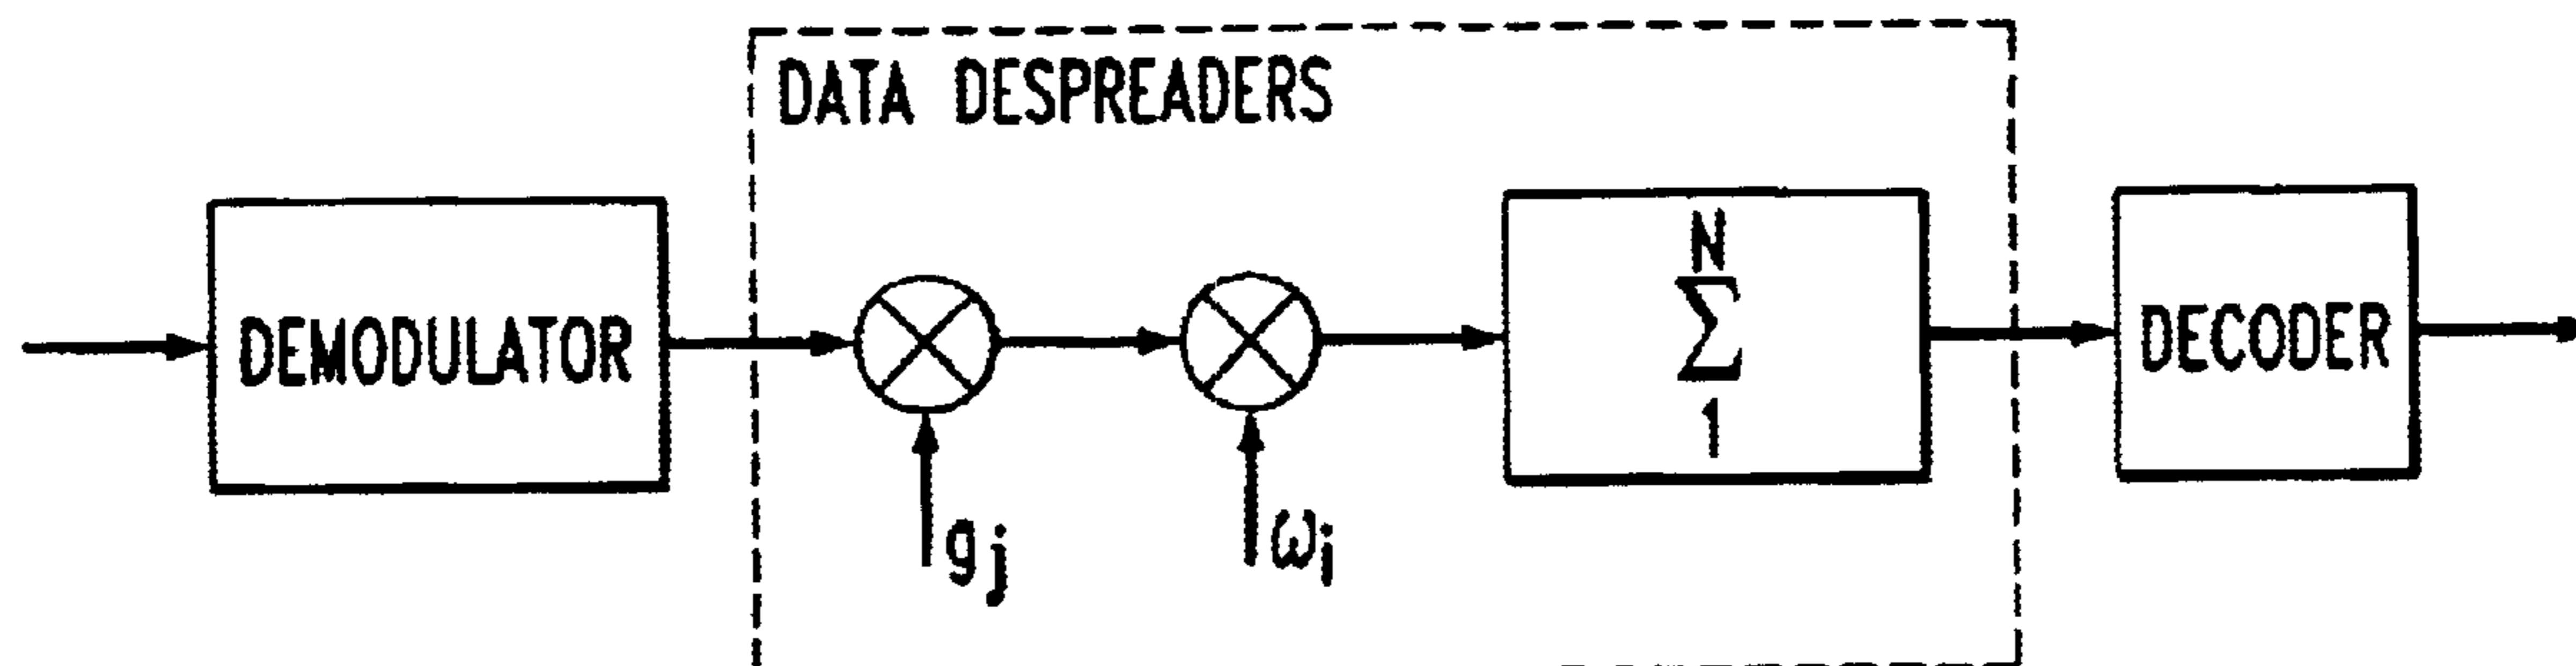 DATA DESPREADERS
DEMODULATOR
N
Σ
1
DECODER
gj
ωi